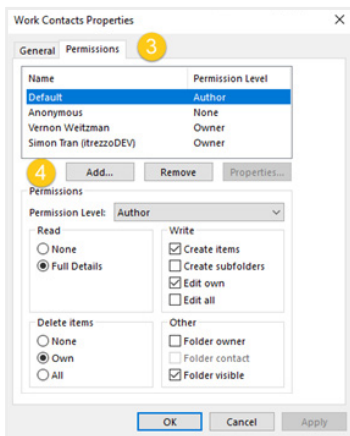 Work Contacts Properties
General Permissions 3
Name Permission Level
Default Author
Anonymous None
Vernon Weitzman Owner
Simon Tran (itrezzoDEV) Owner
4 Add... Remove Properties...
Permissions
Permission Level: Author
Read Write
None Create items
Full Details Create subfolders
Edit own
Edit all
Delete items Other
None Folder owner
Own Folder contact
All Folder visible
OK Cancel Apply